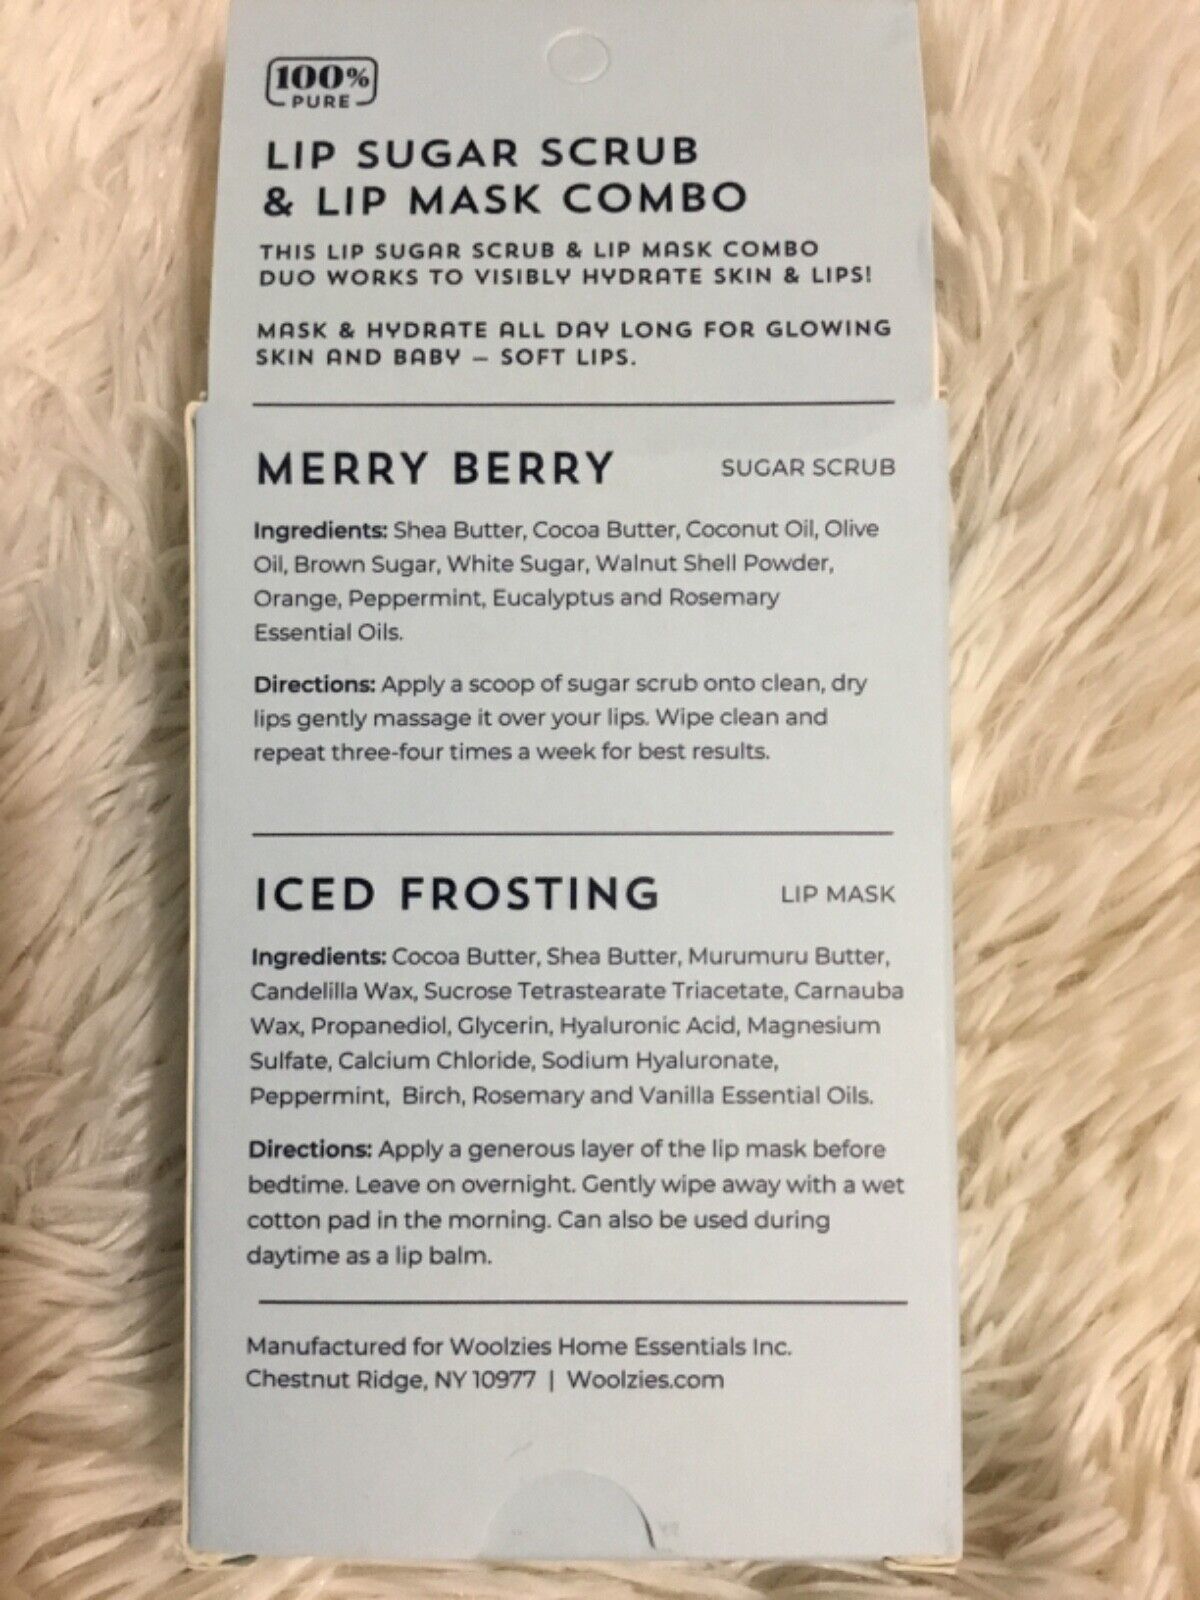 100%
PURE
LIP SUGAR SCRUB
& LIP MASK COMBO
THIS LIP SUGAR SCRUB & LIP MASK COMBO
DUO WORKS TO VISIBLY HYDRATE SKIN & LIPS!
MASK & HYDRATE ALL DAY LONG FOR GLOWING
SKIN AND BABY – SOFT LIPS.
MERRY BERRY SUGAR SCRUB
Ingredients: Shea Butter, Cocoa Butter, Coconut Oil, Olive
Oil, Brown Sugar, White Sugar, Walnut Shell Powder,
Orange, Peppermint, Eucalyptus and Rosemary
Essential Oils.
Directions: Apply a scoop of sugar scrub onto clean, dry
lips gently massage it over your lips. Wipe clean and
repeat three-four times a week for best results.
ICED FROSTING LIP MASK
Ingredients: Cocoa Butter, Shea Butter, Murumuru Butter,
Candelilla Wax, Sucrose Tetrastearate Triacetate, Carnauba
Wax, Propanediol, Glycerin, Hyaluronic Acid, Magnesium
Sulfate, Calcium Chloride, Sodium Hyaluronate,
Peppermint, Birch, Rosemary and Vanilla Essential Oils.
Directions: Apply a generous layer of the lip mask before
bedtime. Leave on overnight. Gently wipe away with a wet
cotton pad in the morning. Can also be used during
daytime as a lip balm.
Manufactured for Woolzies Home Essentials Inc.
Chestnut Ridge, NY 10977 | Woolzies.com